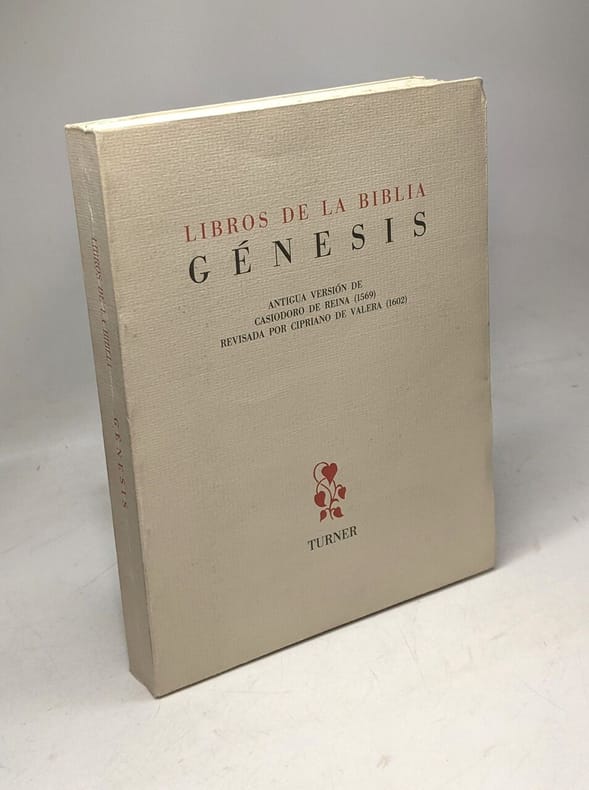 LIBROS DE LA BIBLIA
GÉNESIS
ANTIGUA VERSIÓN DE
CASIODORO DE REINA (1569)
REVISADA POR CIPRIANO DE VALERA (1602)
TURNER
LIBROS DE LA BIBLIA
GÉNESIS